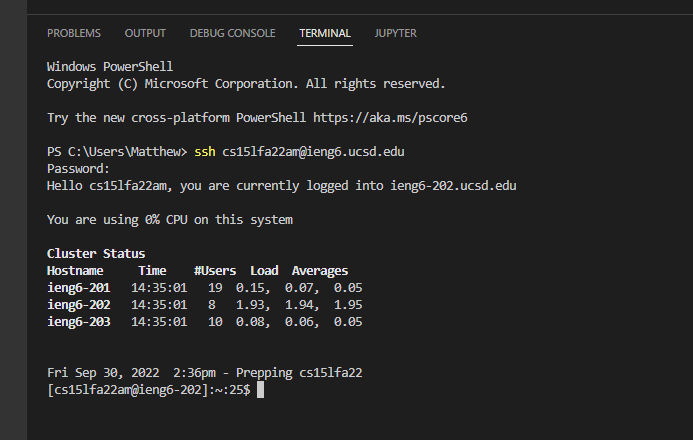 PROBLEMS OUTPUT DEBUG CONSOLE TERMINAL JUPYTER
Windows PowerShell
Copyright (C) Microsoft Corporation. All rights reserved.
Try the new cross-platform PowerShell https://aka.ms/pscore6
PS C:\Users\Matthew> ssh cs15lfa22am@ieng6.ucsd.edu
Password:
Hello cs15lfa22am, you are currently logged into ieng6-202.ucsd.edu
You are using 0% CPU on this system
Cluster Status
Hostname Time #Users Load Averages
ieng6-201 14:35:01 19 0.15, 0.07, 0.05
ieng6-202 14:35:01 8 1.93, 1.94, 1.95
ieng6-203 14:35:01 10 0.08, 0.06, 0.05
Fri Sep 30, 2022 2:36pm - Prepping cs15lfa22
[cs15lfa22am@ieng6-202]:~:25$